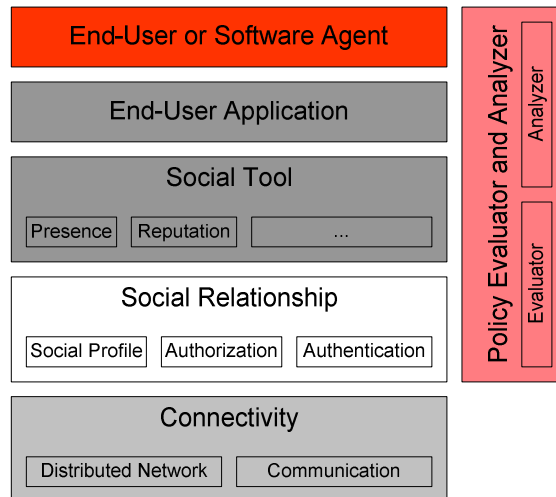 End-User or Software Agent
End-User Application
Social Tool
Presence
Reputation
...
Social Relationship
Social Profile
Authorization
Authentication
Connectivity
Distributed Network
Communication
Policy Evaluator and Analyzer
Analyzer
Evaluator